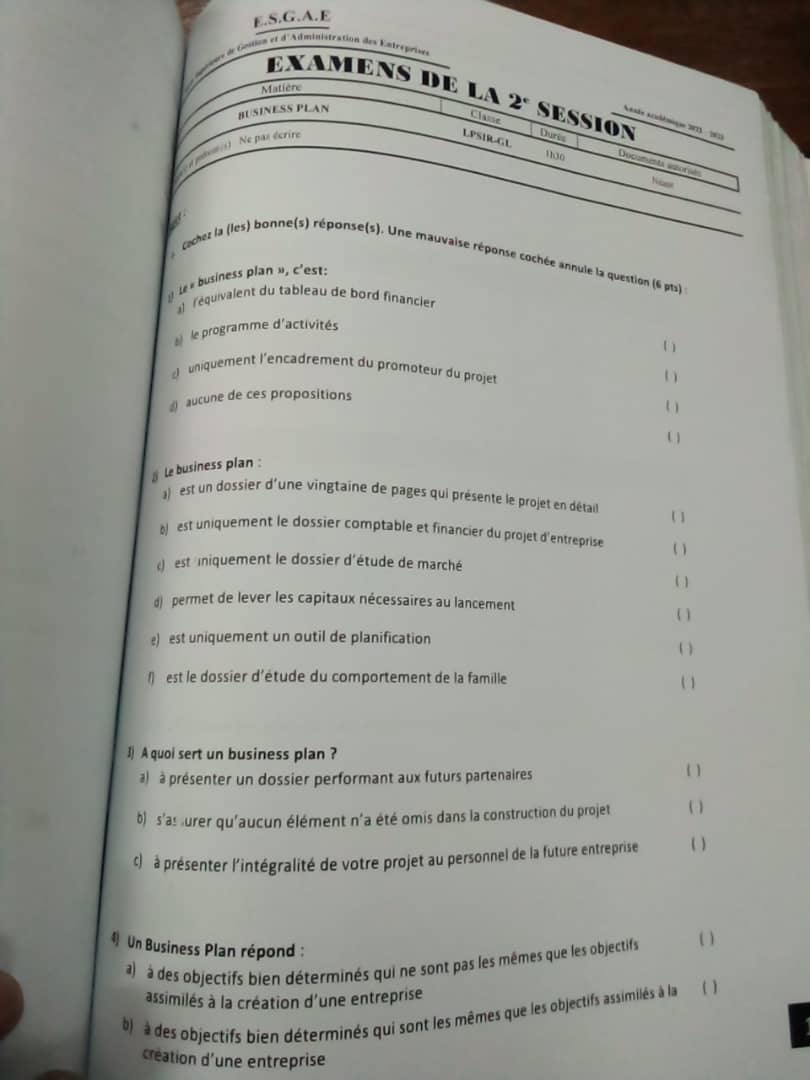 E.S.G.A.E
de Gestion et d'Administration des Entreprises
EXAMENS DE LA 2e SESSION
Année académique 2022 - 2023
Matière Classe Durée Documents autorisés
BUSINESS PLAN LPSIR-GL 1h30 Néant
Ne pas écrire
Cochez la (les) bonne(s) réponse(s). Une mauvaise réponse cochée annule la question (6 pts) :
1) Le « business plan », c'est:
a) l'équivalent du tableau de bord financier ( )
b) le programme d'activités ( )
c) uniquement l'encadrement du promoteur du projet ( )
d) aucune de ces propositions ( )
2) Le business plan :
a) est un dossier d'une vingtaine de pages qui présente le projet en détail ( )
b) est uniquement le dossier comptable et financier du projet d'entreprise ( )
c) est uniquement le dossier d'étude de marché ( )
d) permet de lever les capitaux nécessaires au lancement ( )
e) est uniquement un outil de planification ( )
f) est le dossier d'étude du comportement de la famille ( )
3) A quoi sert un business plan ?
a) à présenter un dossier performant aux futurs partenaires ( )
b) s'assurer qu'aucun élément n'a été omis dans la construction du projet ( )
c) à présenter l'intégralité de votre projet au personnel de la future entreprise ( )
4) Un Business Plan répond :
a) à des objectifs bien déterminés qui ne sont pas les mêmes que les objectifs ( )
assimilés à la création d'une entreprise
b) à des objectifs bien déterminés qui sont les mêmes que les objectifs assimilés à la ( )
création d'une entreprise